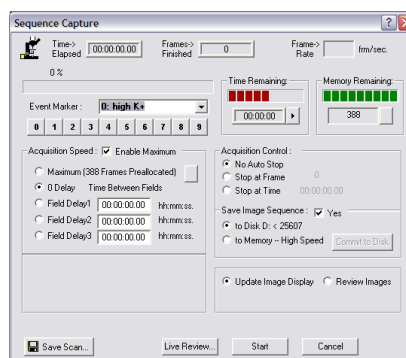 Sequence Capture
Time-> Elapsed 00:00:00.00
Frames-> Finished 0
Frame-> Rate frm/sec.
0 %
Time Remaining:
00:00:00
Memory Remaining:
388
Event Marker : 0: high K+
0 1 2 3 4 5 6 7 8 9
Acquisition Speed : Enable Maximum
Maximum (388 Frames Preallocated)
0 Delay Time Between Fields
Field Delay1 00:00:00.00 hh:mm:ss.
Field Delay2 00:00:00.00 hh:mm:ss.
Field Delay3 00:00:00.00 hh:mm:ss.
Acquisition Control :
No Auto Stop
Stop at Frame 0
Stop at Time 00:00:00.00
Save Image Sequence : Yes
to Disk D: < 25607
to Memory -- High Speed Commit to Disk
Update Image Display Review Images
Save Scan... Live Review... Start Cancel